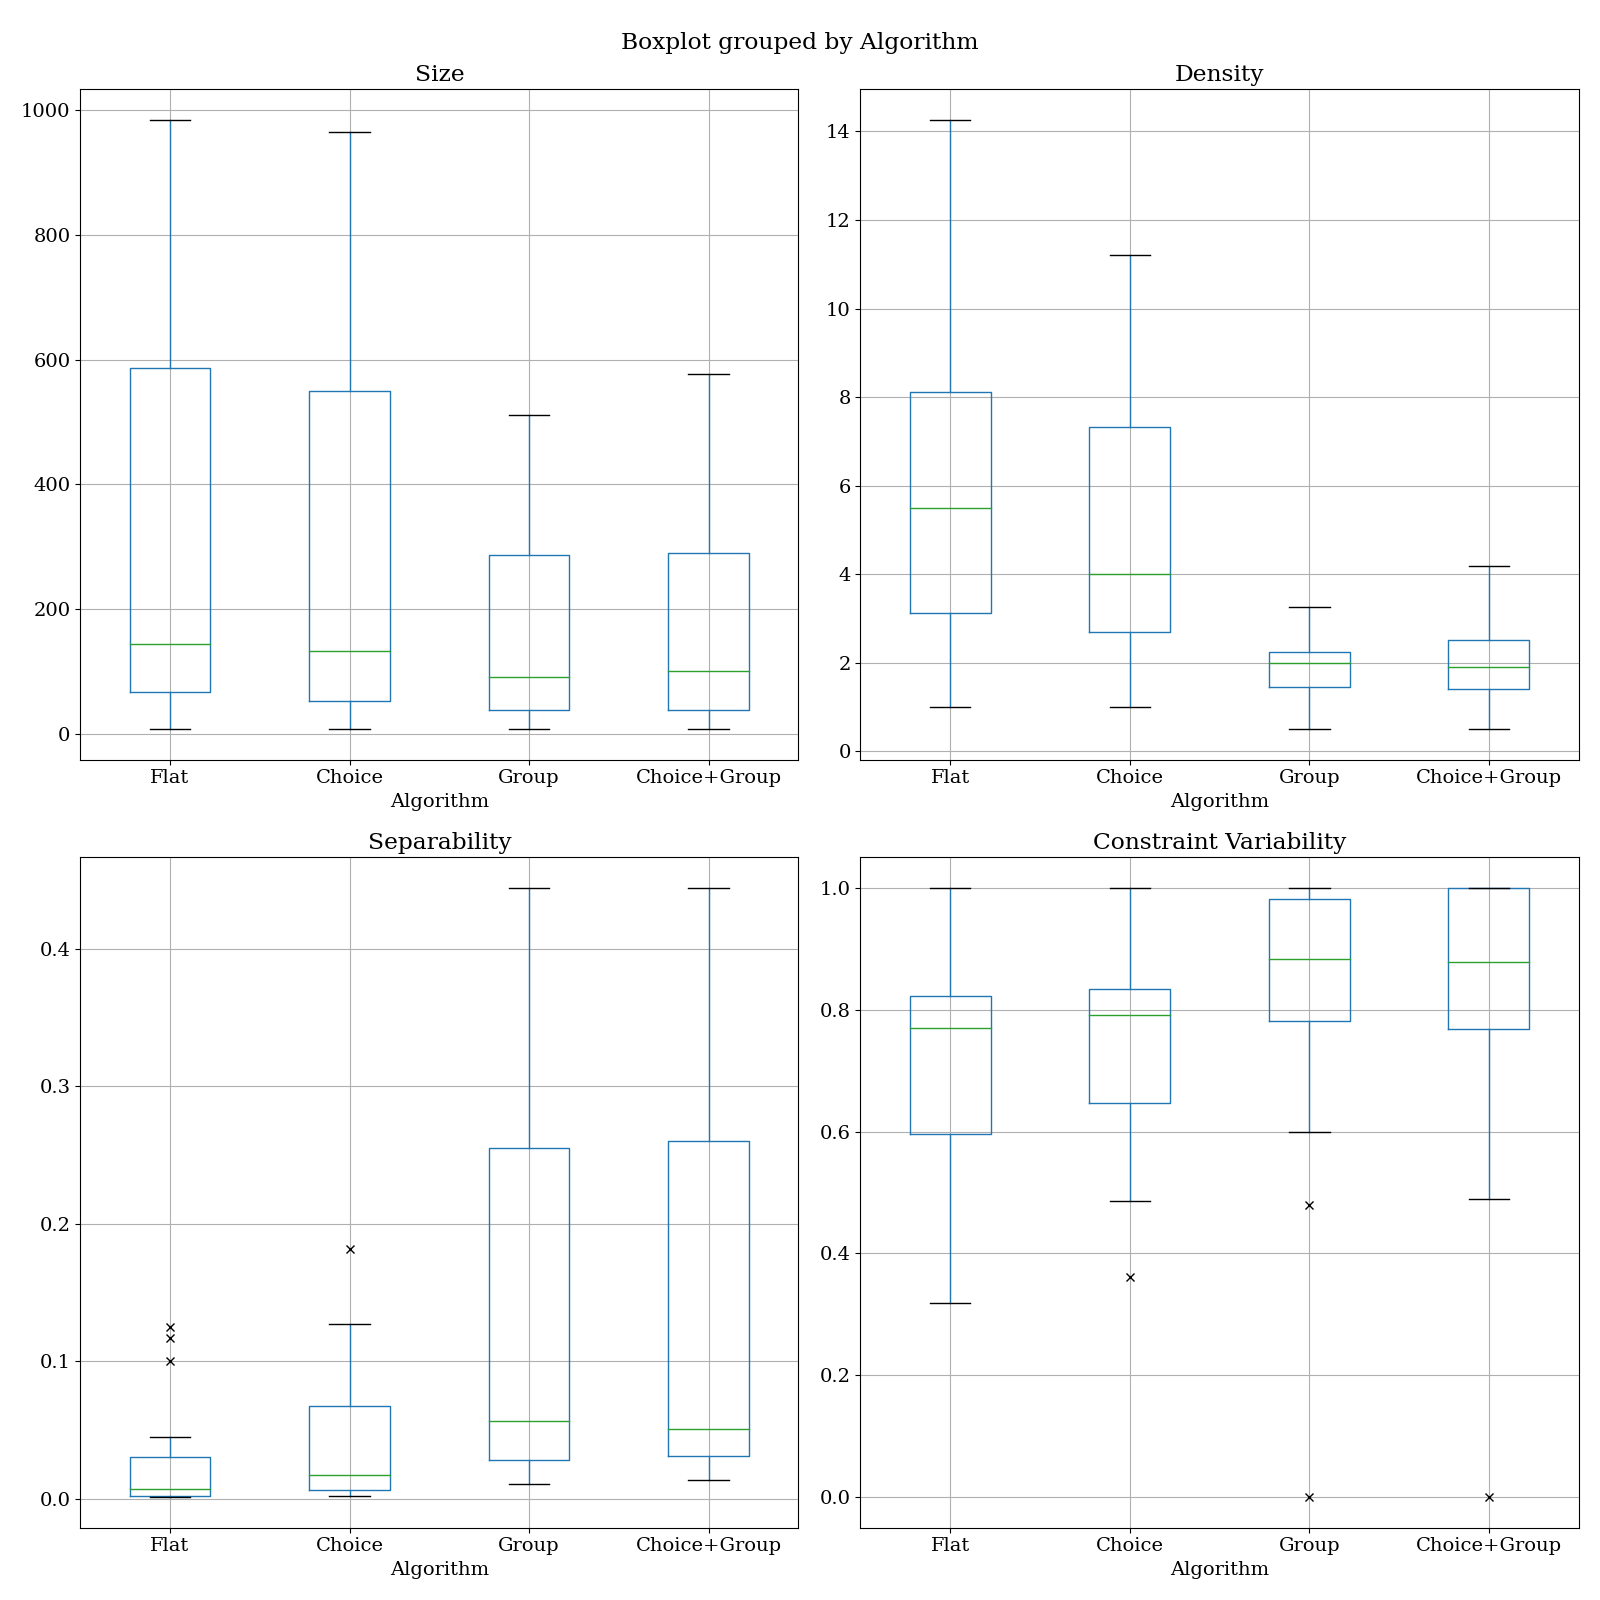 Boxplot grouped by Algorithm
Size
1000
800
600
400
200
0
Flat Choice Group Choice+Group
Algorithm
Density
14
12
10
8
6
4
2
0
Flat Choice Group Choice+Group
Algorithm
Separability
0.4
0.3
0.2
0.1
0.0
Flat Choice Group Choice+Group
Algorithm
Constraint Variability
1.0
0.8
0.6
0.4
0.2
0.0
Flat Choice Group Choice+Group
Algorithm